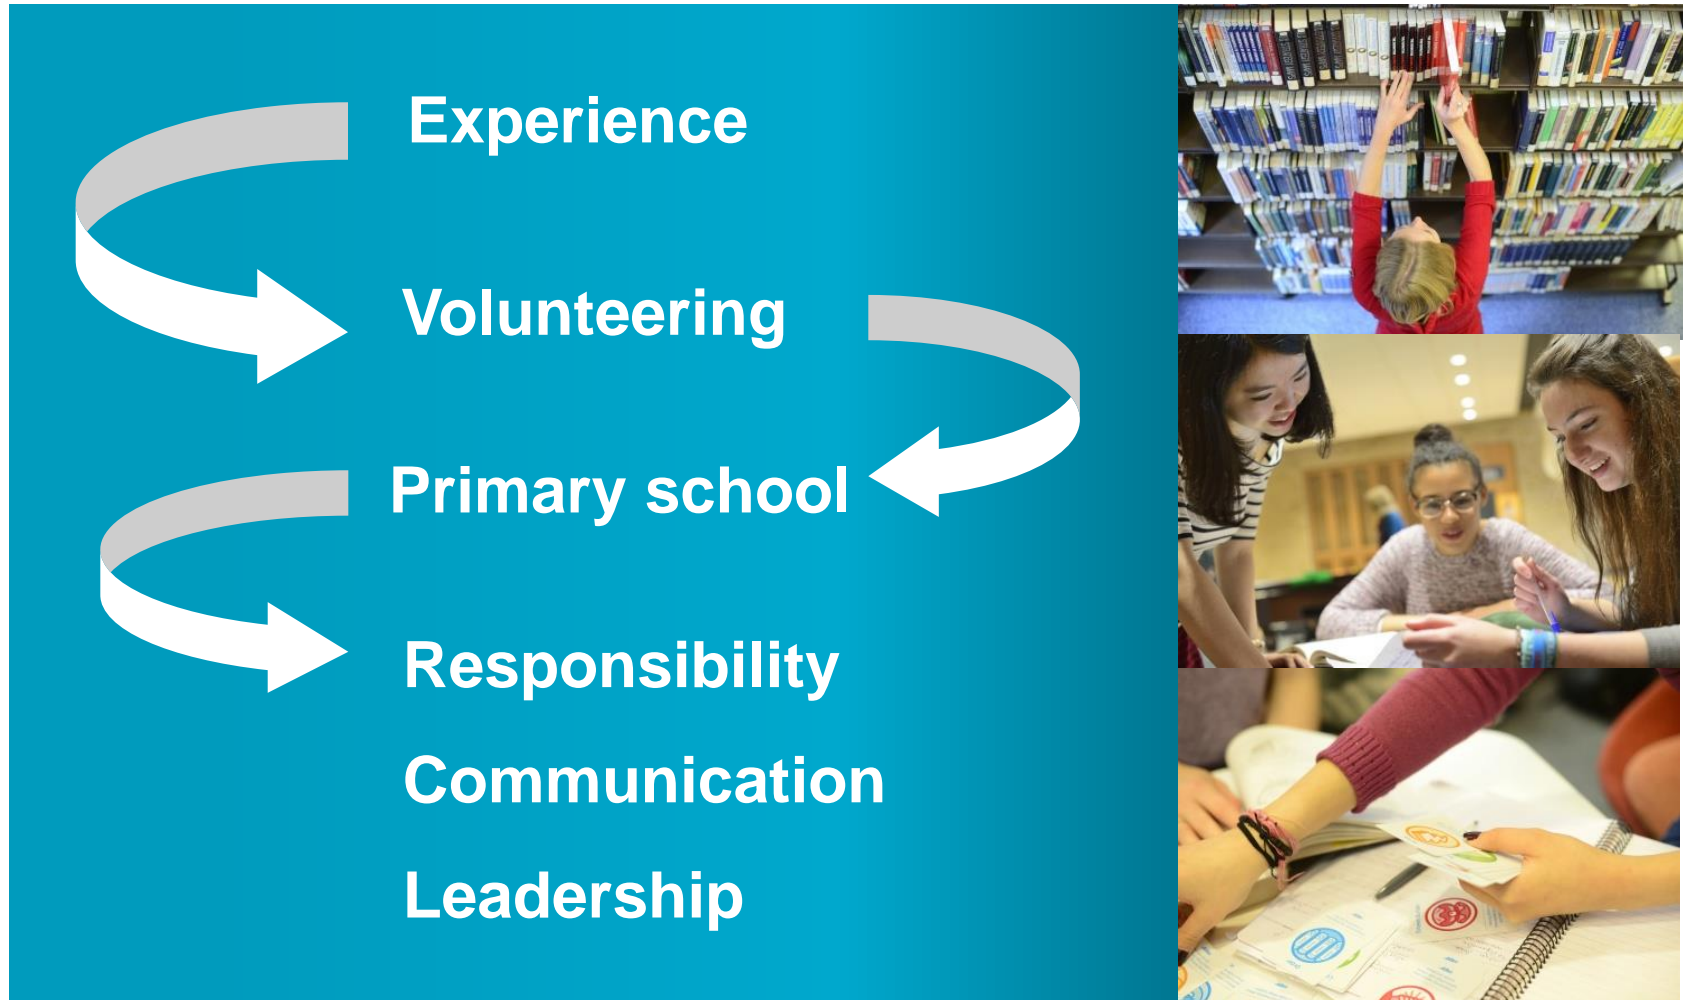 Experience
Volunteering
Primary school
Responsibility
Communication
Leadership